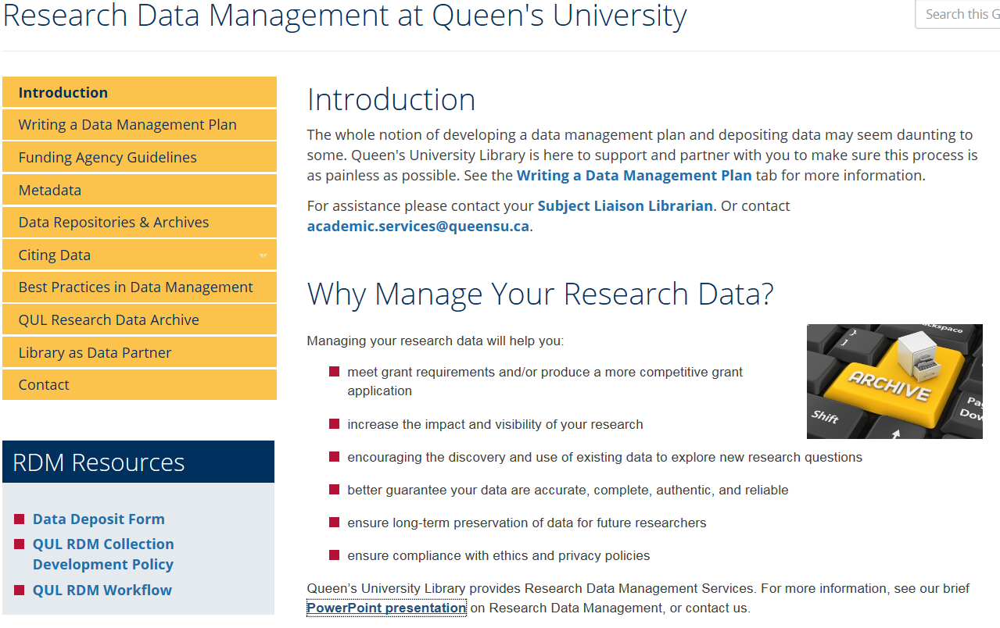 Research Data Management at Queen's University
Search this G
Introduction
Writing a Data Management Plan
Funding Agency Guidelines
Metadata
Data Repositories & Archives
Citing Data
Best Practices in Data Management
QUL Research Data Archive
Library as Data Partner
Contact
RDM Resources
Data Deposit Form
QUL RDM Collection
Development Policy
QUL RDM Workflow
Introduction
The whole notion of developing a data management plan and depositing data may seem daunting to
some. Queen's University Library is here to support and partner with you to make sure this process is
as painless as possible. See the Writing a Data Management Plan tab for more information.
For assistance please contact your Subject Liaison Librarian. Or contact
academic.services@queensu.ca.
Why Manage Your Research Data?
Managing your research data will help you:
meet grant requirements and/or produce a more competitive grant
application
increase the impact and visibility of your research
encouraging the discovery and use of existing data to explore new research questions
better guarantee your data are accurate, complete, authentic, and reliable
ensure long-term preservation of data for future researchers
ensure compliance with ethics and privacy policies
Queen’s University Library provides Research Data Management Services. For more information, see our brief
PowerPoint presentation on Research Data Management, or contact us.
}
]
ckspace
ARCHIVE
Shift
Pag
Dow